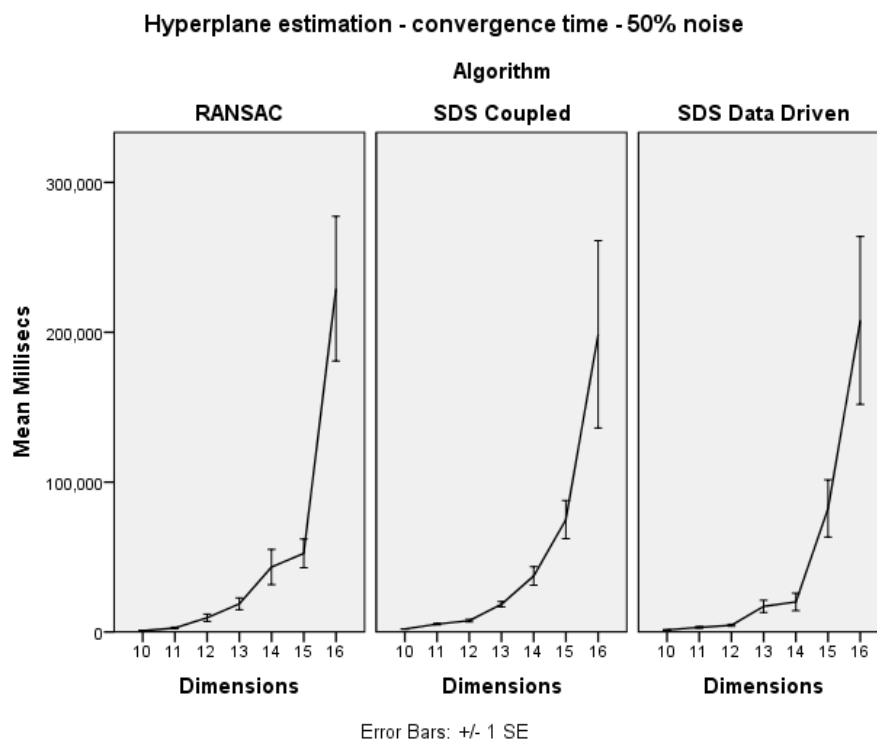 Hyperplane estimation - convergence time - 50% noise
Algorithm
RANSAC
SDS Coupled
SDS Data Driven
Mean Millisecs
300,000
200,000
100,000
0
10 11 12 13 14 15 16
10 11 12 13 14 15 16
10 11 12 13 14 15 16
Dimensions
Dimensions
Dimensions
Error Bars: +/- 1 SE